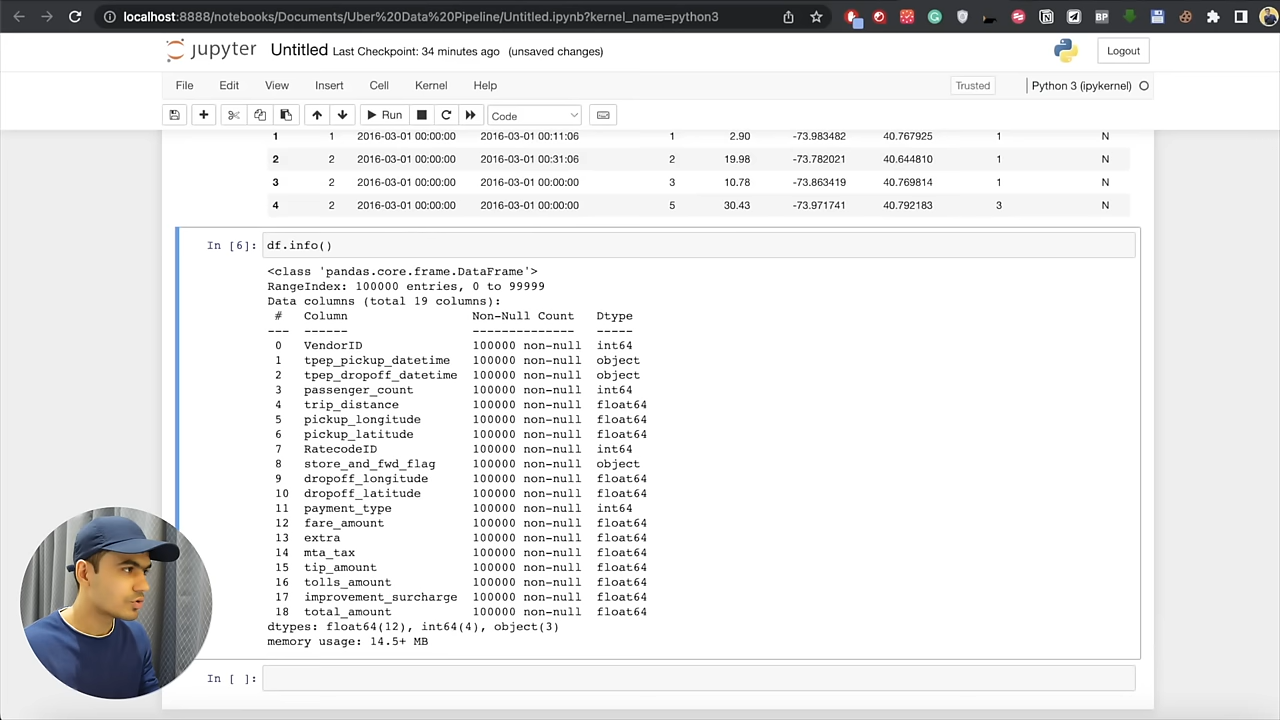 localhost:8888/notebooks/Documents/Uber%20Data%20Pipeline/Untitled.ipynb?kernel_name=python3
BP
jupyter Untitled Last Checkpoint: 34 minutes ago (unsaved changes)
Logout
File Edit View Insert Cell Kernel Help
Trusted
Python 3 (ipykernel)
Run
Code
1 1 2016-03-01 00:00:00 2016-03-01 00:11:06 1 2.90 -73.983482 40.767925 1 N
2 2 2016-03-01 00:00:00 2016-03-01 00:31:06 2 19.98 -73.782021 40.644810 1 N
3 2 2016-03-01 00:00:00 2016-03-01 00:00:00 3 10.78 -73.863419 40.769814 1 N
4 2 2016-03-01 00:00:00 2016-03-01 00:00:00 5 30.43 -73.971741 40.792183 3 N
In [6]: df.info()
<class 'pandas.core.frame.DataFrame'>
RangeIndex: 100000 entries, 0 to 99999
Data columns (total 19 columns):
# Column Non-Null Count Dtype
--- ------ -------------- -----
0 VendorID 100000 non-null int64
1 tpep_pickup_datetime 100000 non-null object
2 tpep_dropoff_datetime 100000 non-null object
3 passenger_count 100000 non-null int64
4 trip_distance 100000 non-null float64
5 pickup_longitude 100000 non-null float64
6 pickup_latitude 100000 non-null float64
7 RatecodeID 100000 non-null int64
8 store_and_fwd_flag 100000 non-null object
9 dropoff_longitude 100000 non-null float64
10 dropoff_latitude 100000 non-null float64
11 payment_type 100000 non-null int64
12 fare_amount 100000 non-null float64
13 extra 100000 non-null float64
14 mta_tax 100000 non-null float64
15 tip_amount 100000 non-null float64
16 tolls_amount 100000 non-null float64
17 improvement_surcharge 100000 non-null float64
18 total_amount 100000 non-null float64
dtypes: float64(12), int64(4), object(3)
memory usage: 14.5+ MB
In [ ]: